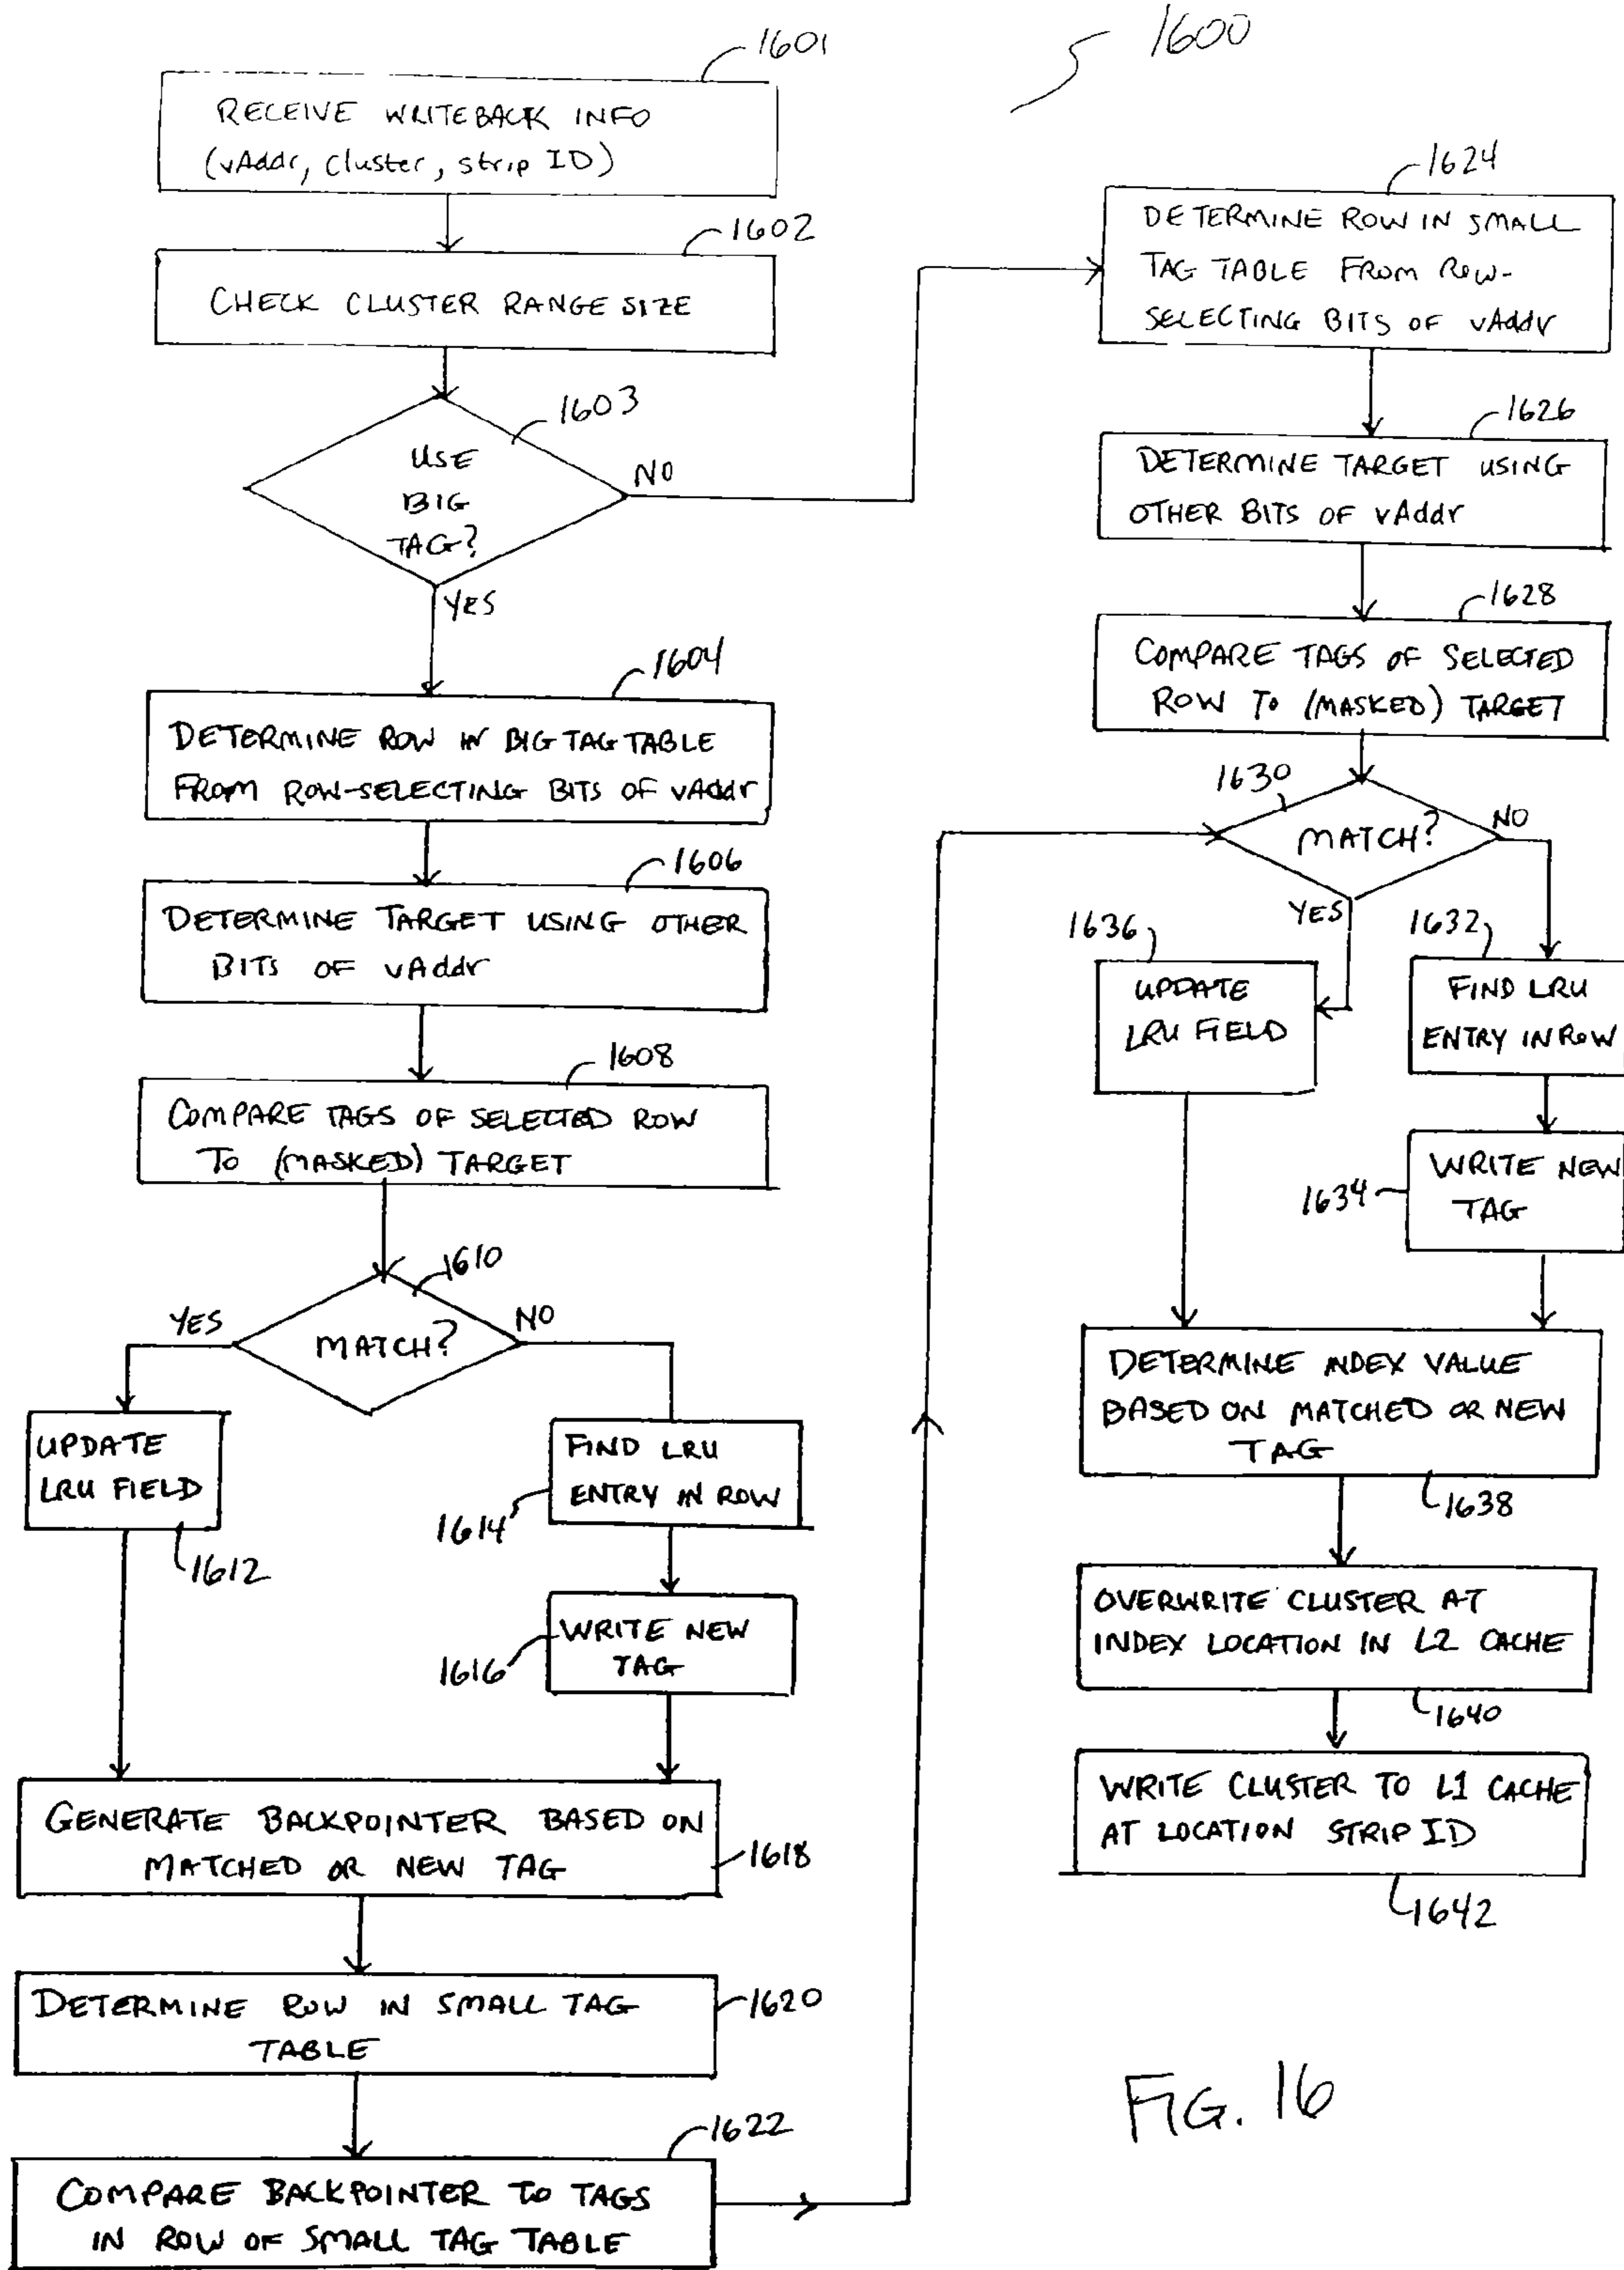 1600
1601
RECEIVE WRITEBACK INFO
(vAddr, cluster, strip ID)
1602
CHECK CLUSTER RANGE SIZE
1603
USE
BIG
TAG?
NO
YES
1604
DETERMINE ROW IN BIG TAG TABLE
FROM ROW-SELECTING BITS OF vAddr
1606
DETERMINE TARGET USING OTHER
BITS OF vAddr
1608
COMPARE TAGS OF SELECTED ROW
TO (MASKED) TARGET
1610
MATCH?
YES
NO
UPDATE
LRU FIELD
1612
FIND LRU
ENTRY IN ROW
1614
WRITE NEW
TAG
1616
GENERATE BACKPOINTER BASED ON
MATCHED OR NEW TAG
1618
DETERMINE ROW IN SMALL TAG
TABLE
1620
1622
COMPARE BACKPOINTER TO TAGS
IN ROW OF SMALL TAG TABLE
1624
DETERMINE ROW IN SMALL
TAG TABLE FROM ROW-
SELECTING BITS OF vAddr
1626
DETERMINE TARGET USING
OTHER BITS OF vAddr
1628
COMPARE TAGS OF SELECTED
ROW TO (MASKED) TARGET
1630
MATCH?
NO
YES
1636
UPDATE
LRU FIELD
1632
FIND LRU
ENTRY IN ROW
1634
WRITE NEW
TAG
DETERMINE INDEX VALUE
BASED ON MATCHED OR NEW
TAG
1638
OVERWRITE CLUSTER AT
INDEX LOCATION IN L2 CACHE
1640
WRITE CLUSTER TO L1 CACHE
AT LOCATION STRIP ID
1642
FIG. 16